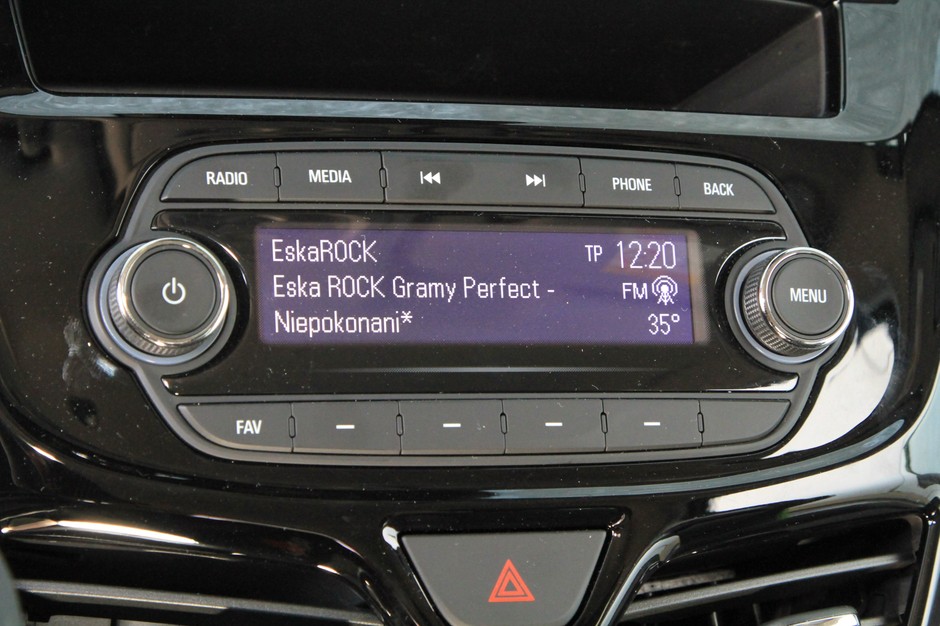 RADIO MEDIA PHONE BACK
EskaROCK TP 12:20
Eska ROCK Gramy Perfect - FM
Niepokonani* 35°
MENU
FAV